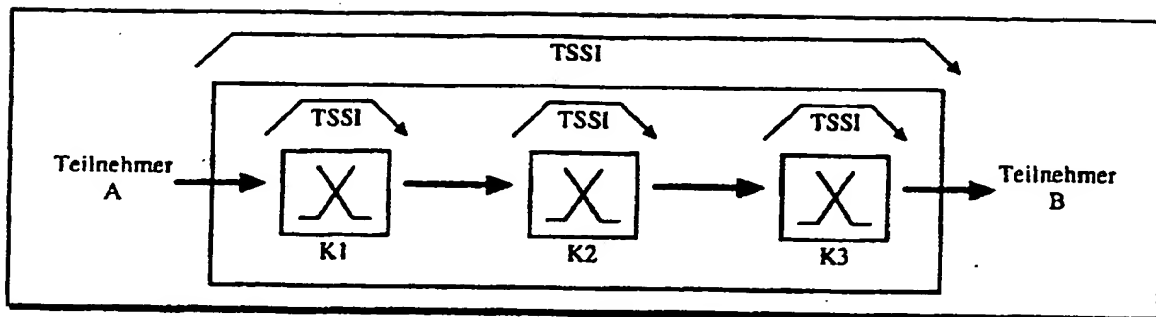 TSSI
TSSI TSSI TSSI
Teilnehmer
A
Teilnehmer
B
K1 K2 K3